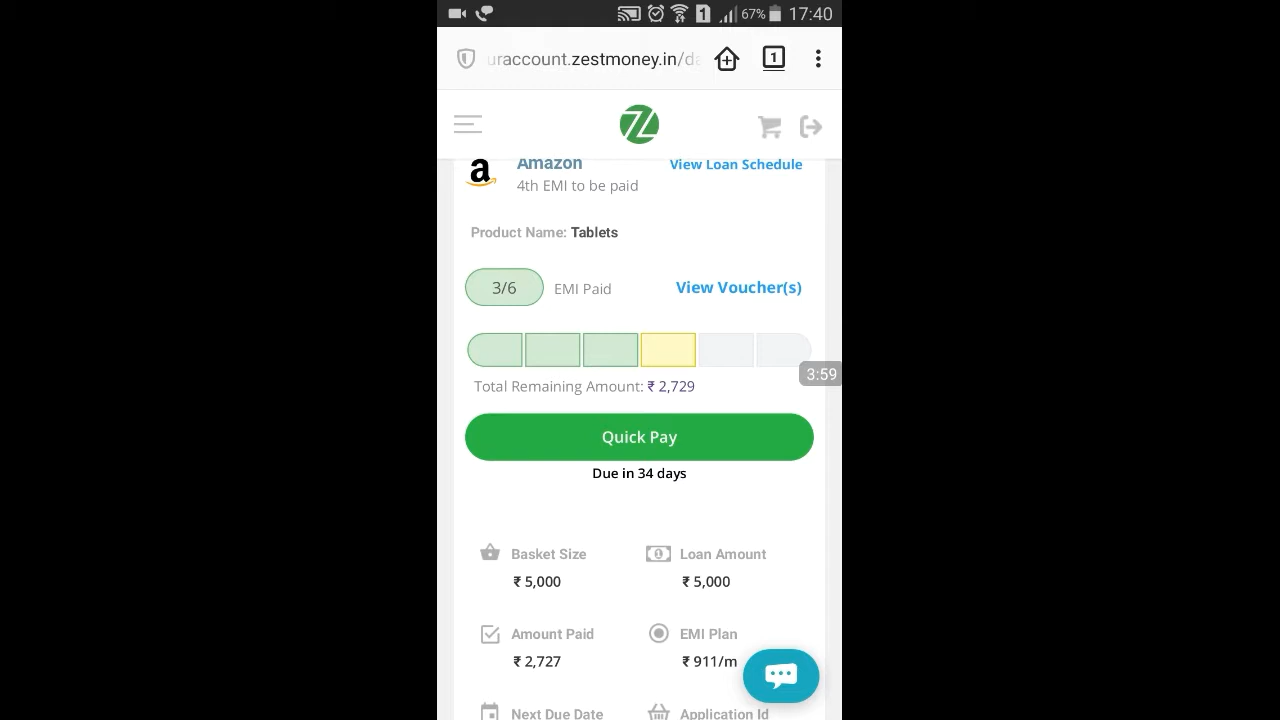 67% 17:40
uraccount.zestmoney.in/da
1
Amazon
View Loan Schedule
4th EMI to be paid
Product Name: Tablets
3/6
EMI Paid
View Voucher(s)
Total Remaining Amount: ₹ 2,729
3:59
Quick Pay
Due in 34 days
Basket Size
Loan Amount
₹ 5,000
₹ 5,000
Amount Paid
EMI Plan
₹ 2,727
₹ 911/m
Next Due Date
Application Id